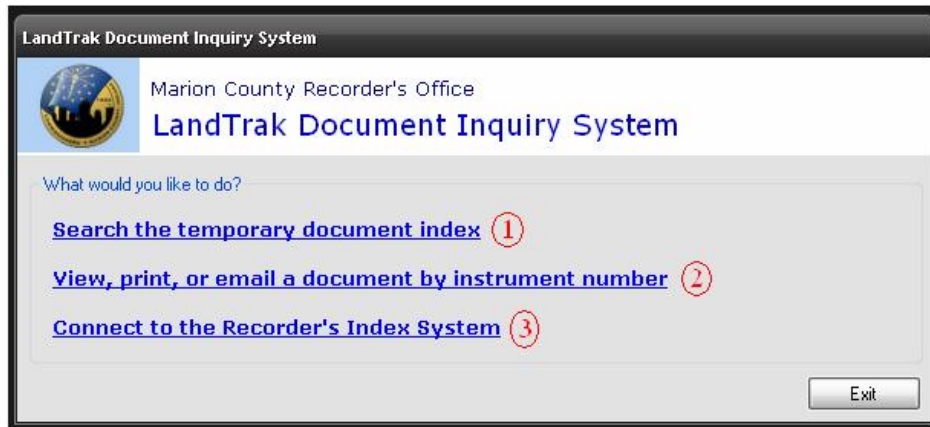 LandTrak Document Inquiry System
Marion County Recorder's Office
LandTrak Document Inquiry System
What would you like to do?
Search the temporary document index 1
View, print, or email a document by instrument number 2
Connect to the Recorder's Index System 3
Exit